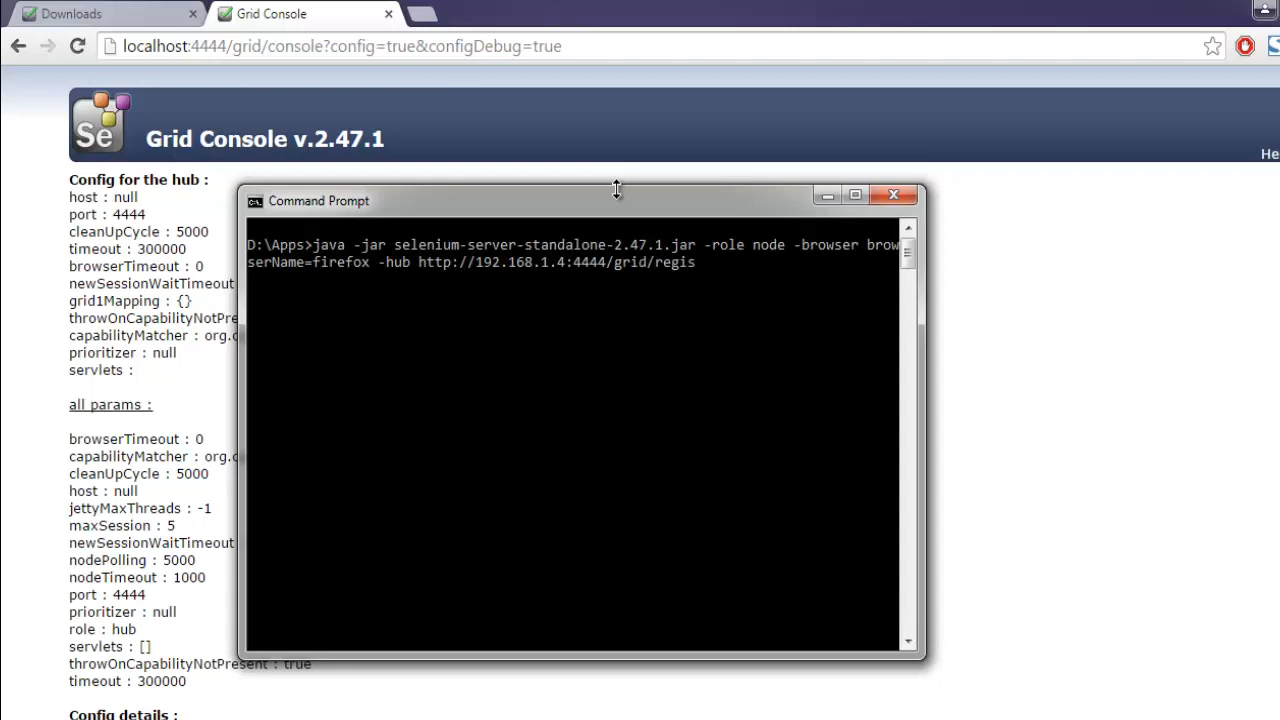 Downloads
Grid Console
localhost:4444/grid/console?config=true&configDebug=true
Se
Grid Console v.2.47.1
He
Config for the hub :
host : null
port : 4444
cleanUpCycle : 5000
timeout : 300000
browserTimeout : 0
newSessionWaitTimeout
grid1Mapping : {}
throwOnCapabilityNotPres
capabilityMatcher : org.o
prioritizer : null
servlets :
all params :
browserTimeout : 0
capabilityMatcher : org.o
cleanUpCycle : 5000
host : null
jettyMaxThreads : -1
maxSession : 5
newSessionWaitTimeout
nodePolling : 5000
nodeTimeout : 1000
port : 4444
prioritizer : null
role : hub
servlets : []
throwOnCapabilityNotPresent : true
timeout : 300000
Config details :
Command Prompt
D:\Apps>java -jar selenium-server-standalone-2.47.1.jar -role node -browser brow
serName=firefox -hub http://192.168.1.4:4444/grid/regis